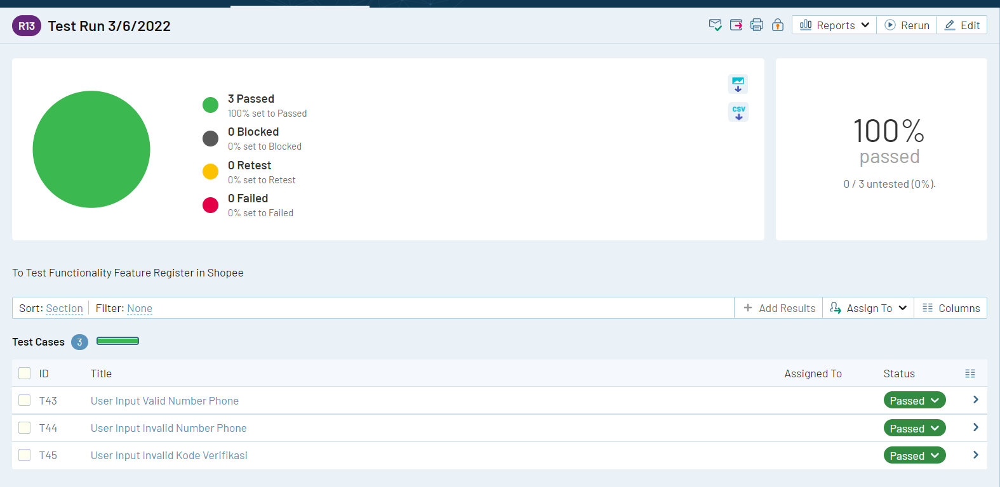 R13 Test Run 3/6/2022
Reports Rerun Edit
3 Passed
100% set to Passed
0 Blocked
0% set to Blocked
0 Retest
0% set to Retest
0 Failed
0% set to Failed
CSV
100%
passed
0 / 3 untested (0%).
To Test Functionality Feature Register in Shopee
Sort: Section Filter: None + Add Results Assign To Columns
Test Cases 3
ID Title Assigned To Status
T43 User Input Valid Number Phone Passed
T44 User Input Invalid Number Phone Passed
T45 User Input Invalid Kode Verifikasi Passed